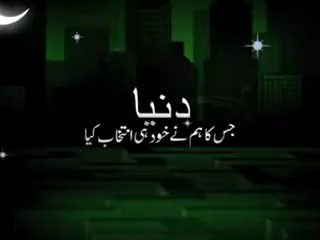 دنیا
جس کا ہم نے خود ہی انتخاب کیا